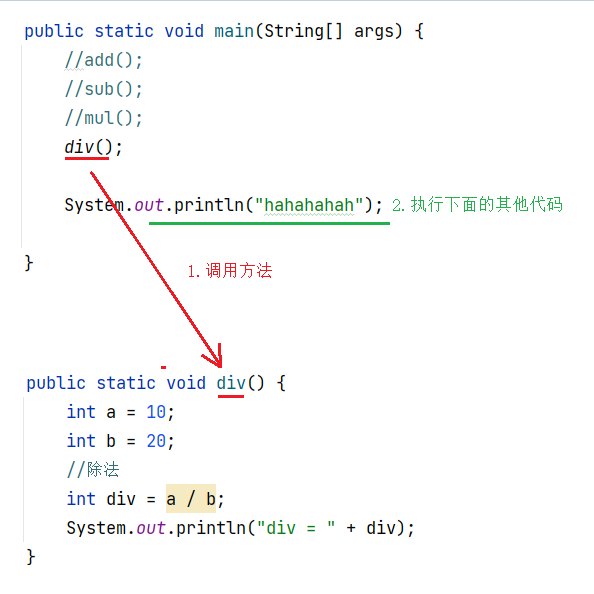 public static void main(String[] args) {
//add();
//sub();
//mul();
div();
System.out.println("hahahahah"); 2.执行下面的其他代码
}
1.调用方法
public static void div() {
int a = 10;
int b = 20;
//除法
int div = a / b;
System.out.println("div = " + div);
}